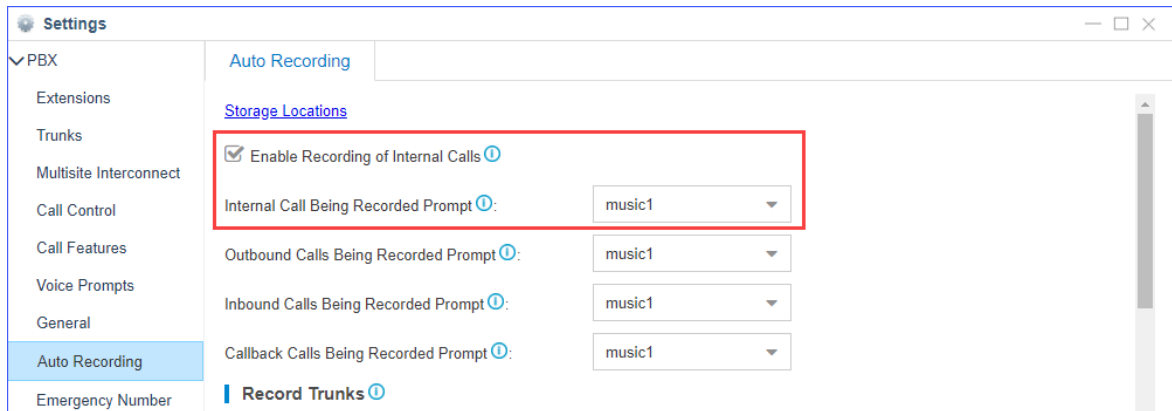 Settings
PBX
Extensions
Trunks
Multisite Interconnect
Call Control
Call Features
Voice Prompts
General
Auto Recording
Emergency Number
Auto Recording
Storage Locations
Enable Recording of Internal Calls
Internal Call Being Recorded Prompt : music1
Outbound Calls Being Recorded Prompt : music1
Inbound Calls Being Recorded Prompt : music1
Callback Calls Being Recorded Prompt : music1
Record Trunks